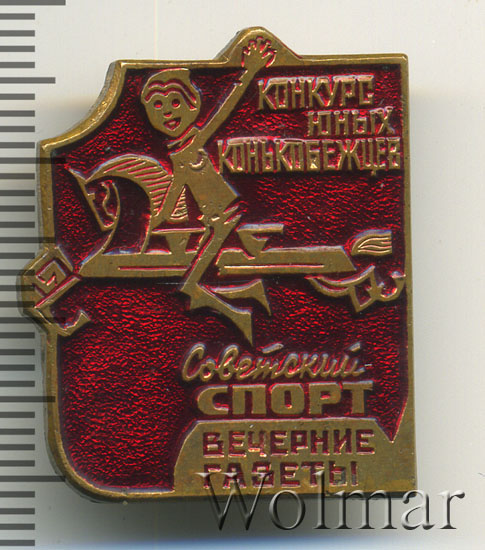 КОНКУРС
ЮНЫХ
КОНЬКОБЕЖЦЕВ
Советский
СПОРТ
ВЕЧЕРНИЕ
ГАЗЕТЫ
Wolmar